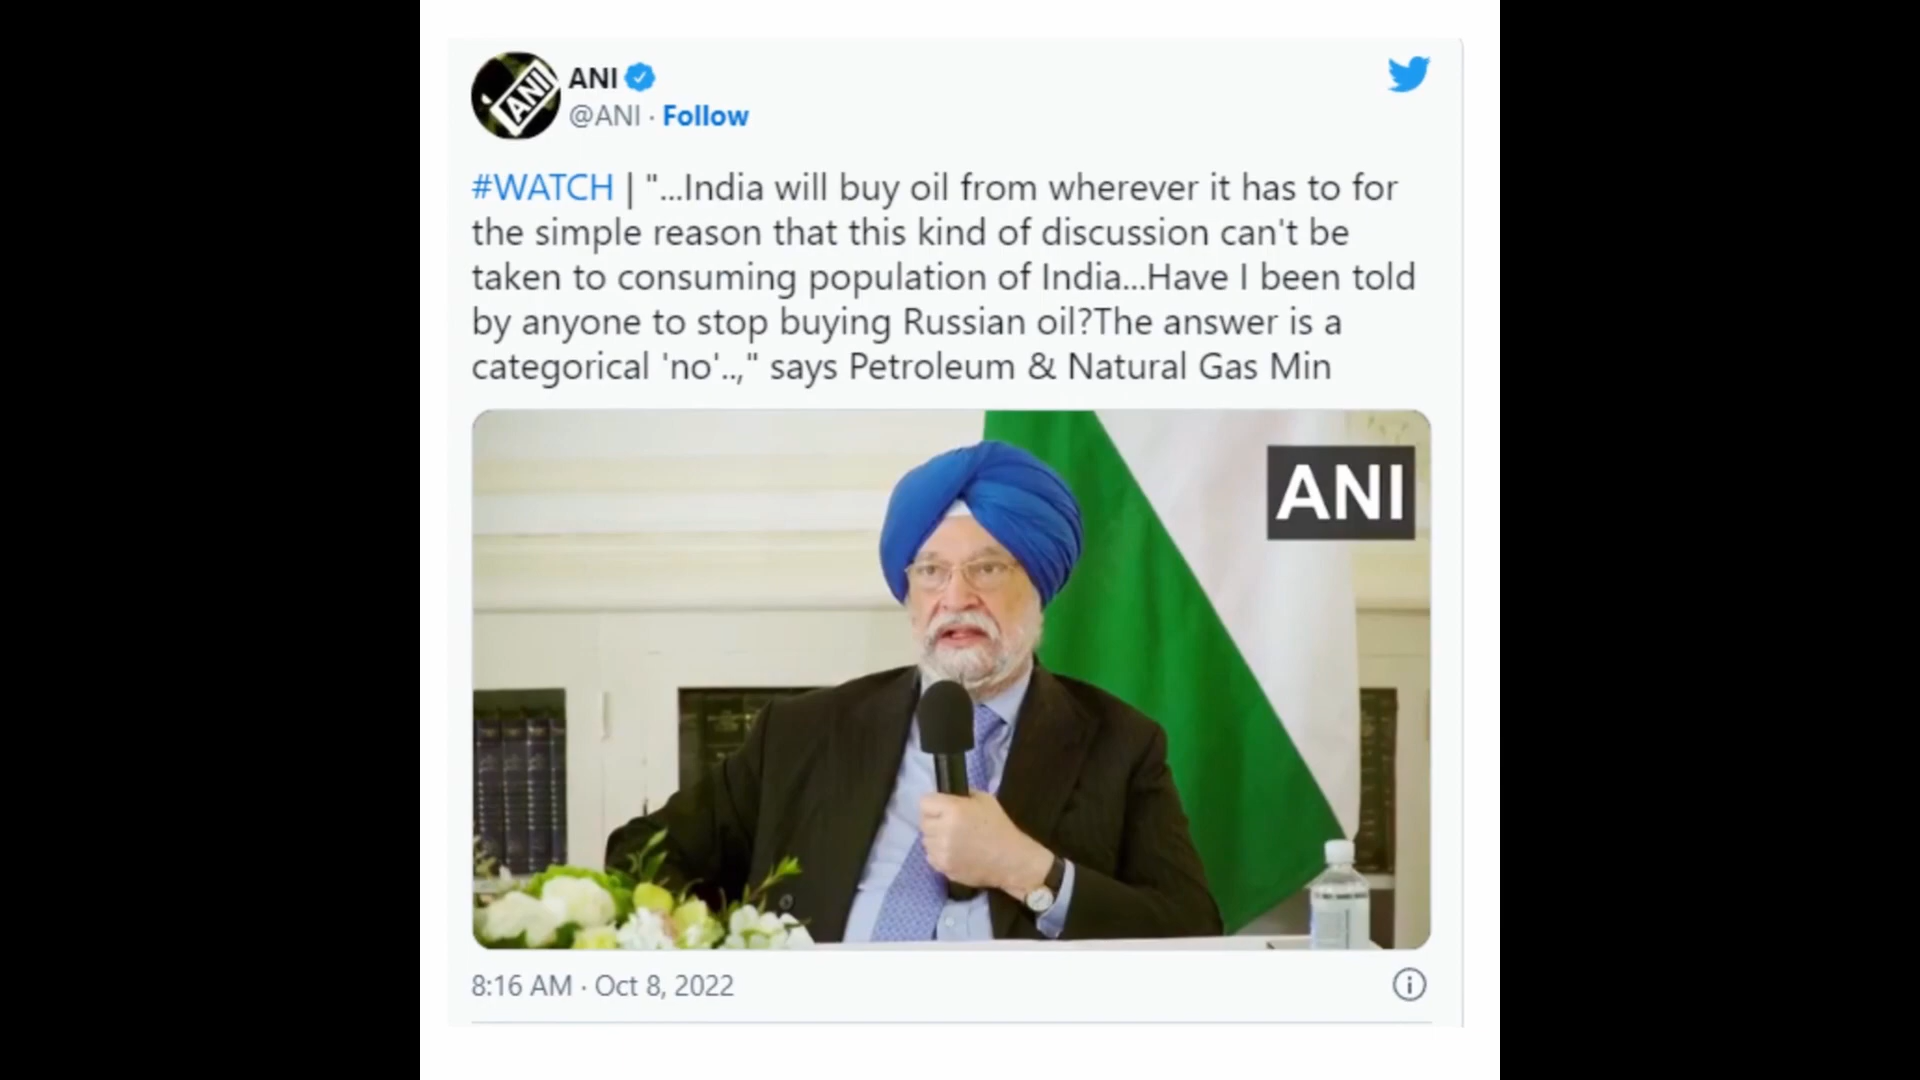 ANI
ANI
@ANI · Follow
#WATCH | "...India will buy oil from wherever it has to for
the simple reason that this kind of discussion can't be
taken to consuming population of India...Have I been told
by anyone to stop buying Russian oil?The answer is a
categorical 'no'..," says Petroleum & Natural Gas Min
ANI
8:16 AM · Oct 8, 2022